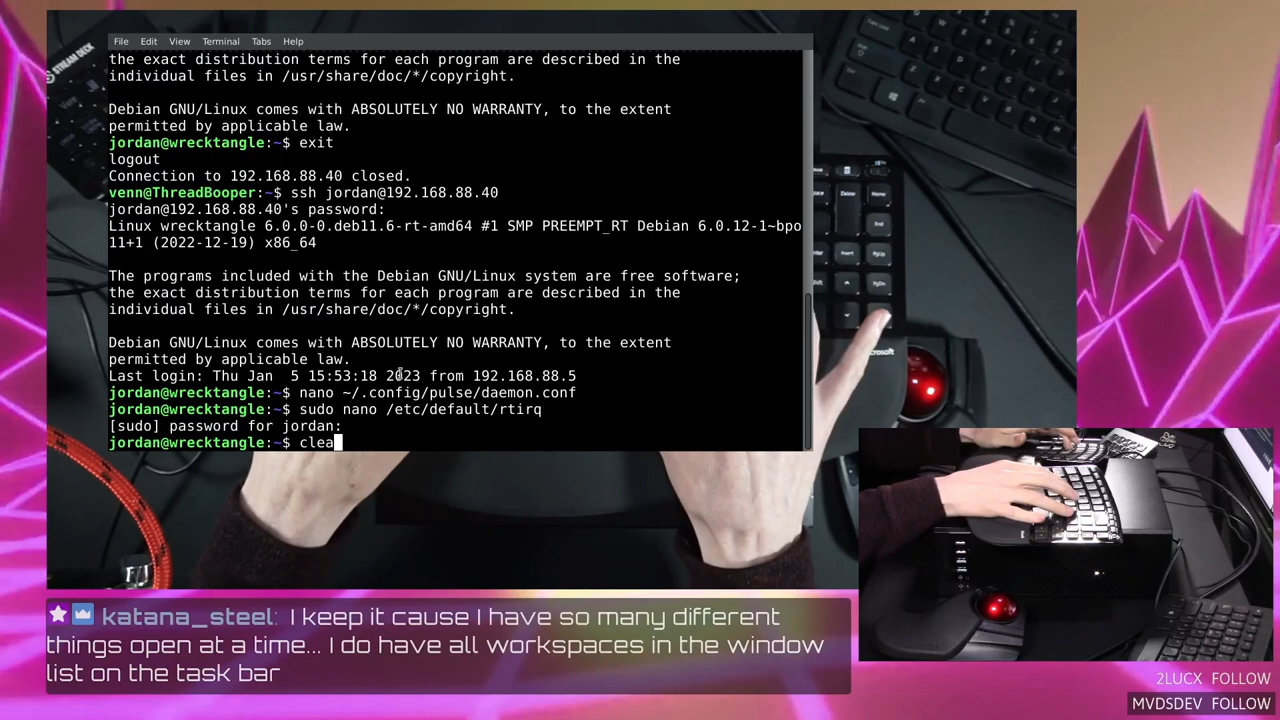 File Edit View Terminal Tabs Help
the exact distribution terms for each program are described in the
individual files in /usr/share/doc/*/copyright.
Debian GNU/Linux comes with ABSOLUTELY NO WARRANTY, to the extent
permitted by applicable law.
jordan@wrecktangle:~$ exit
logout
Connection to 192.168.88.40 closed.
venn@ThreadBooper:~$ ssh jordan@192.168.88.40
jordan@192.168.88.40's password:
Linux wrecktangle 6.0.0-0.deb11.6-rt-amd64 #1 SMP PREEMPT_RT Debian 6.0.12-1~bpo
11+1 (2022-12-19) x86_64
The programs included with the Debian GNU/Linux system are free software;
the exact distribution terms for each program are described in the
individual files in /usr/share/doc/*/copyright.
Debian GNU/Linux comes with ABSOLUTELY NO WARRANTY, to the extent
permitted by applicable law.
Last login: Thu Jan  5 15:53:18 2023 from 192.168.88.5
jordan@wrecktangle:~$ nano ~/.config/pulse/daemon.conf
jordan@wrecktangle:~$ sudo nano /etc/default/rtirq
[sudo] password for jordan:
jordan@wrecktangle:~$ clea
STREAM DECK
Delete
Home
End
Insert
PgUp
PgDn
katana_steel: I keep it cause I have so many different
things open at a time... I do have all workspaces in the window
list on the task bar
2LUCX FOLLOW
MVDSDEV FOLLOW